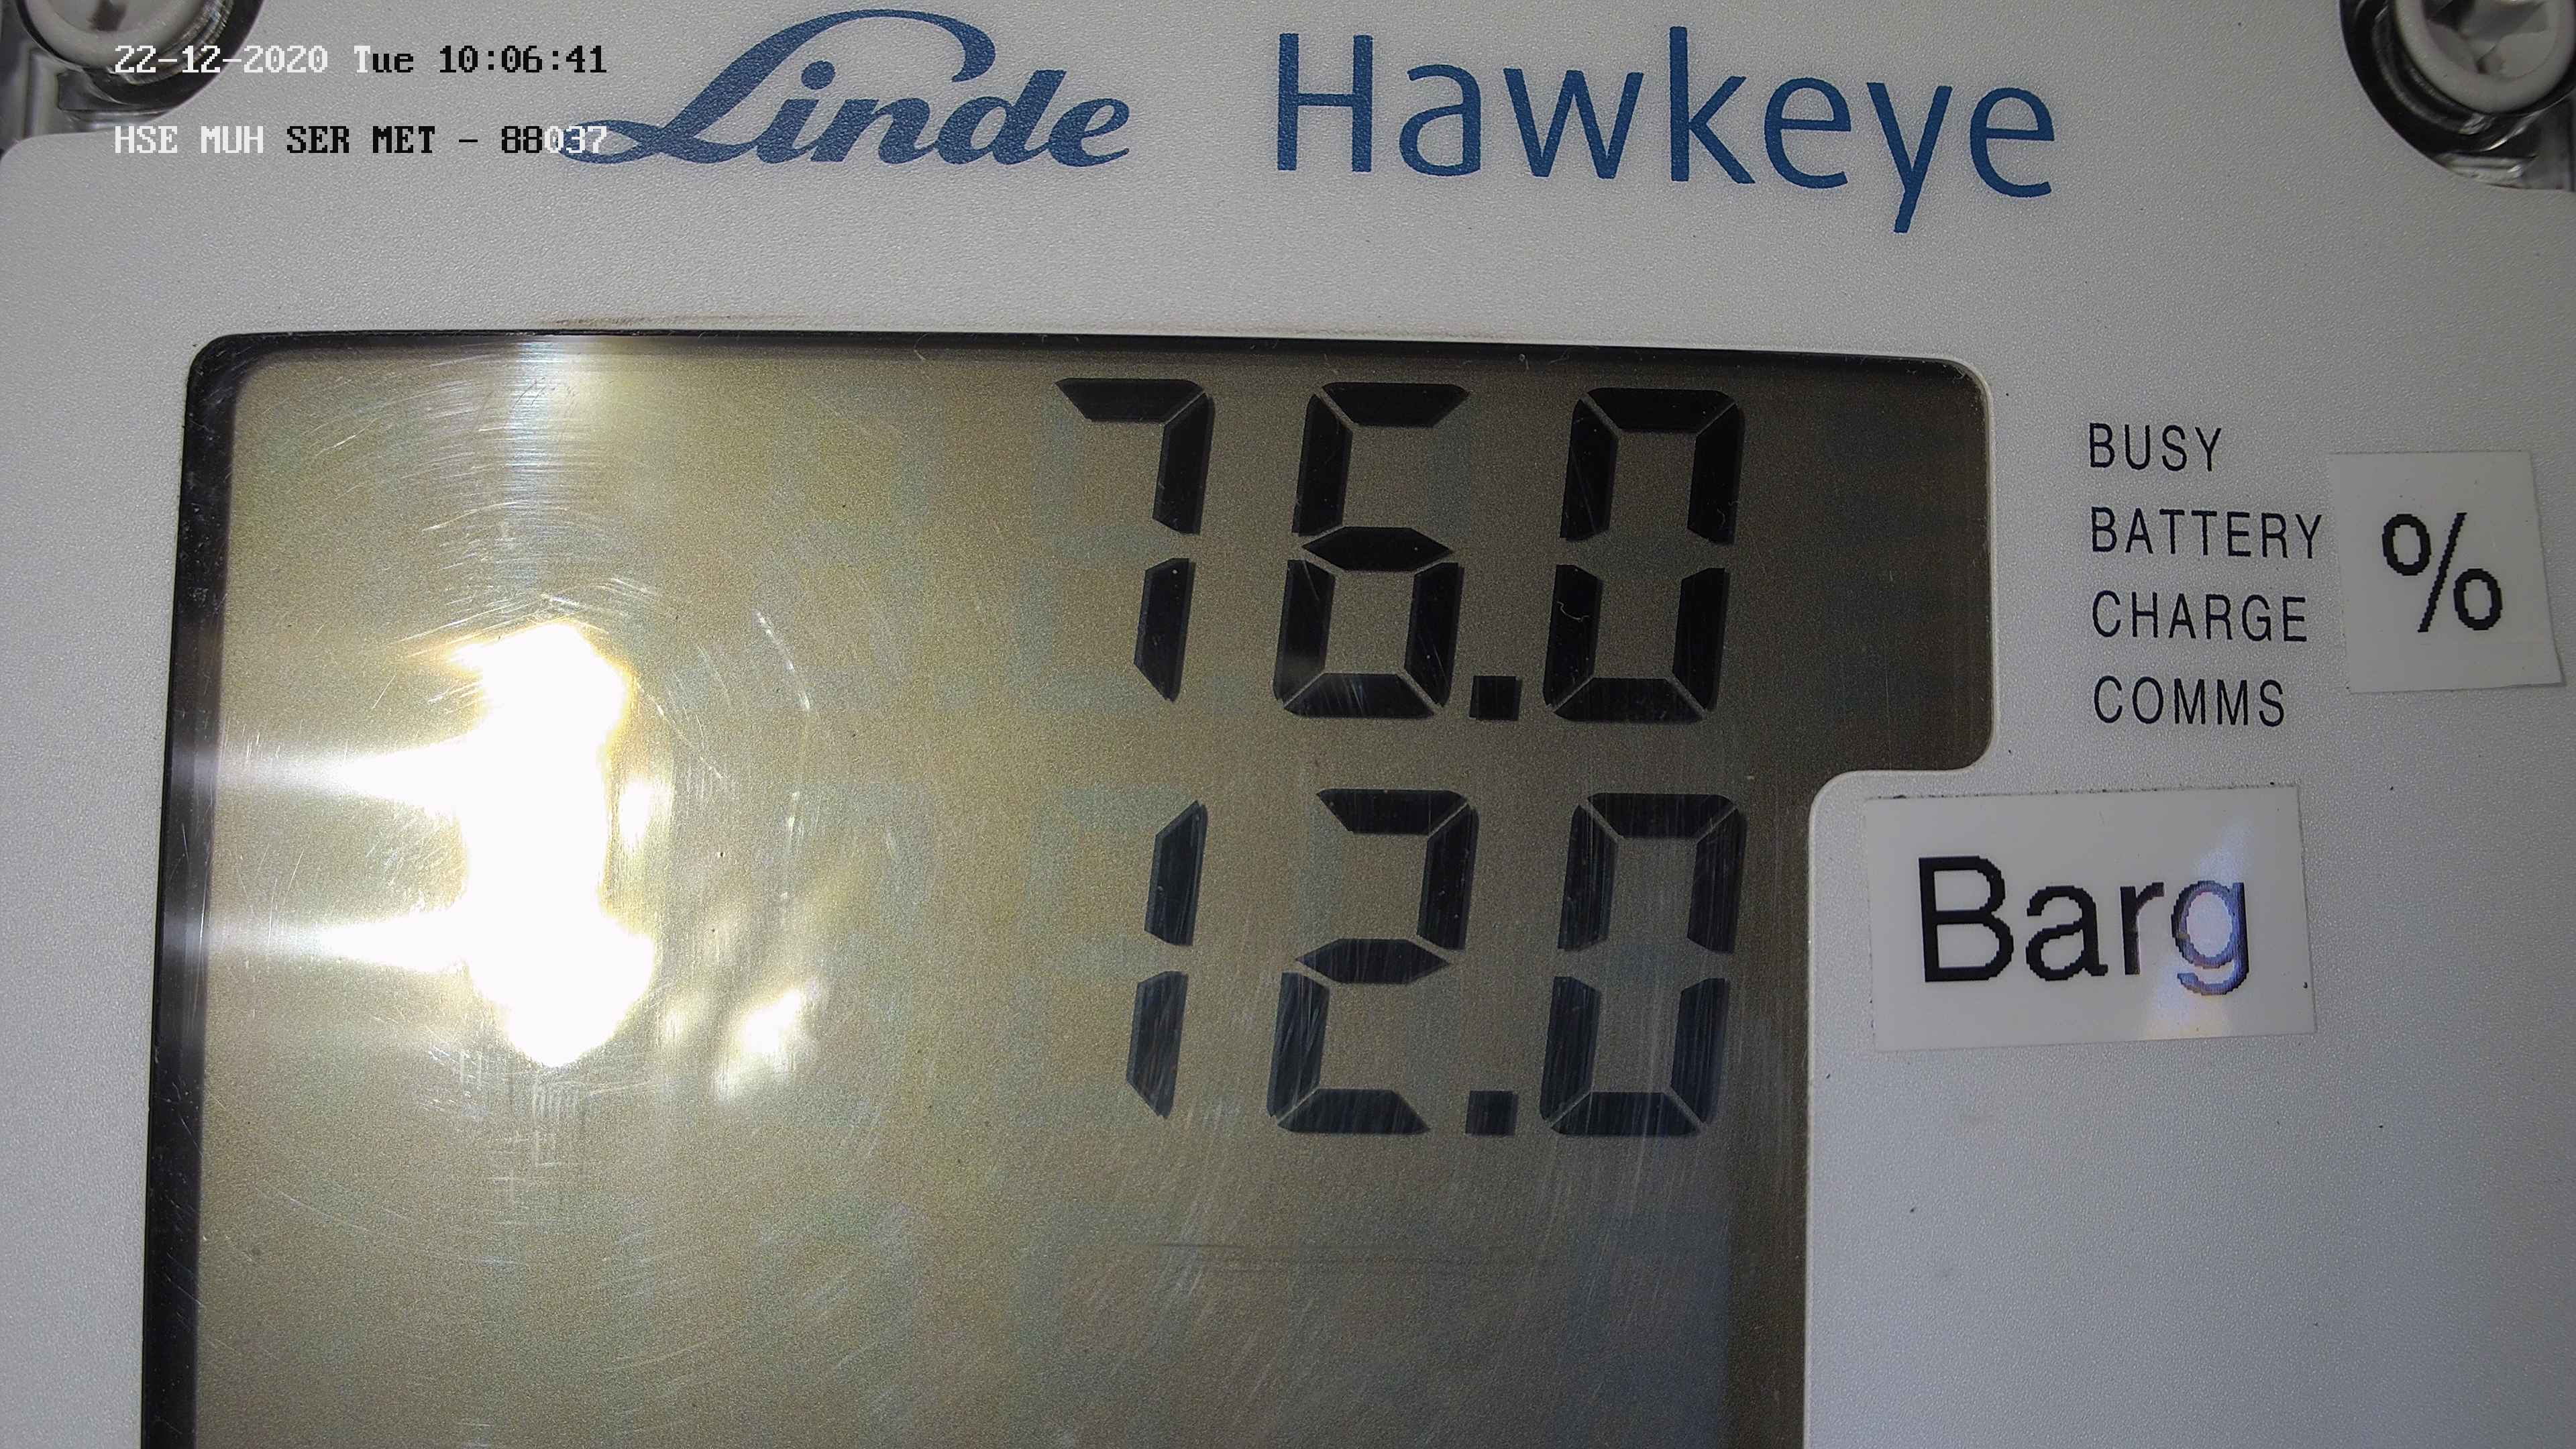 22-12-2020 Tue 10:06:41
HSE MUH SER MET - 88037
Linde Hawkeye
76.0
BUSY
BATTERY
CHARGE
COMMS
%
12.0
Barg